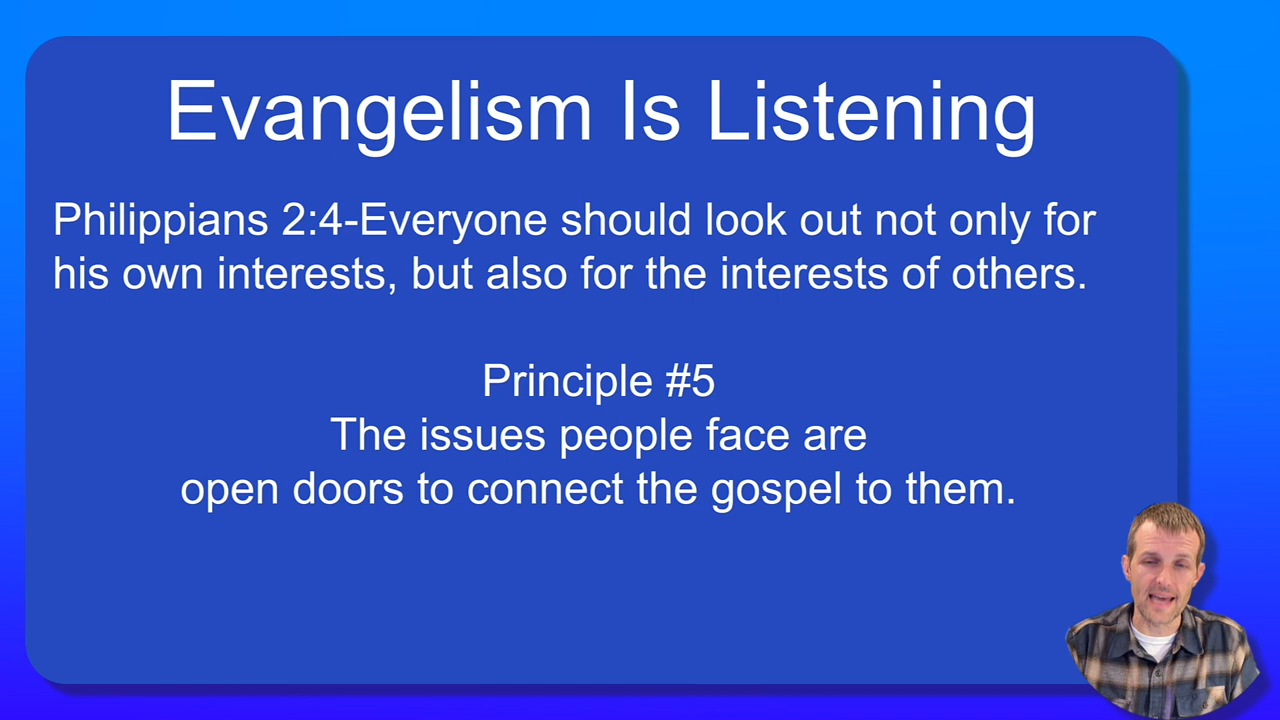 Evangelism Is Listening
Philippians 2:4-Everyone should look out not only for
his own interests, but also for the interests of others.
Principle #5
The issues people face are
open doors to connect the gospel to them.